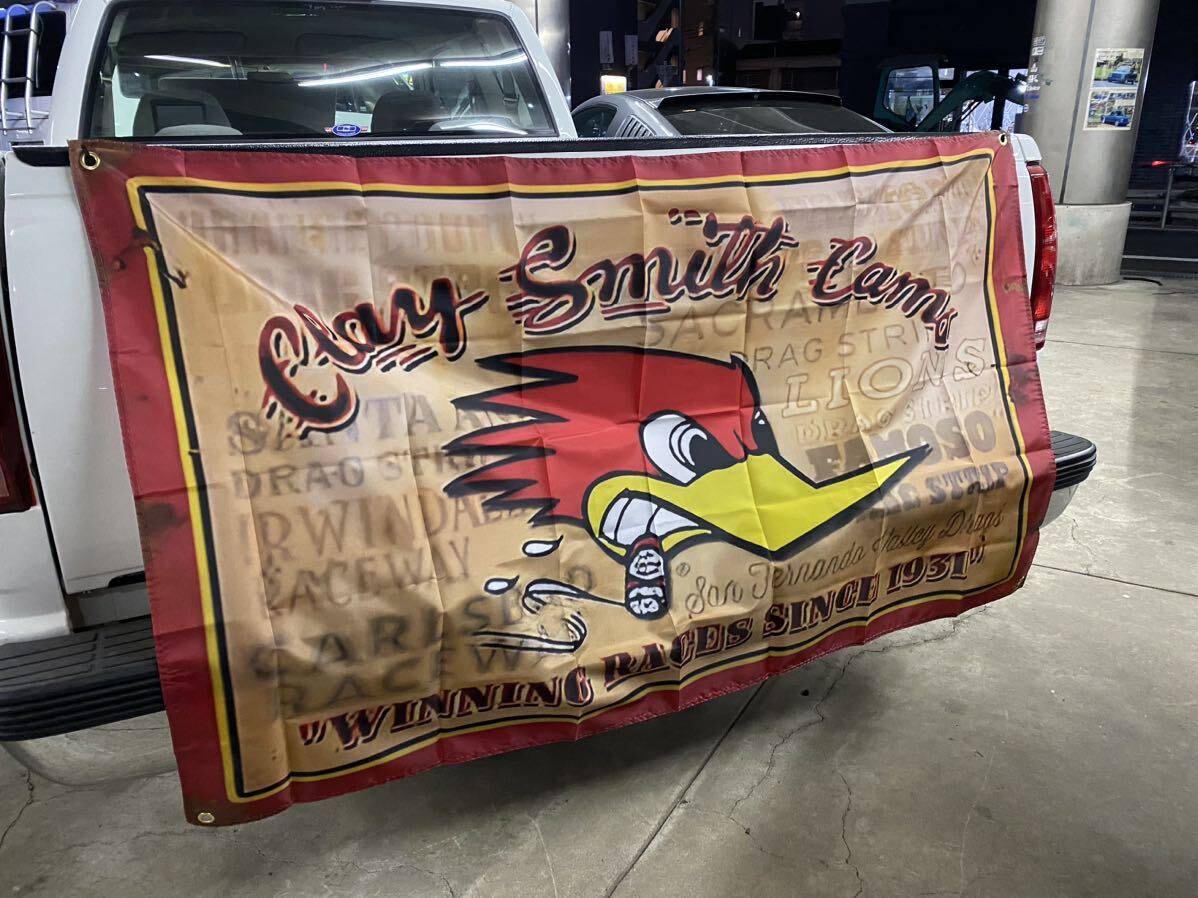 Clay Smith Cams
SACRAMENTO
DRAG STRIP
LIONS
DRAG STRIP
FAMOSO
DRAG STRIP
SANTA ANA
DRAG STRIP
IRWINDALE
RACEWAY
CARLSBAD
RACEWAY
®
San Fernando Valley Drags
"WINNING RACES SINCE 1931"